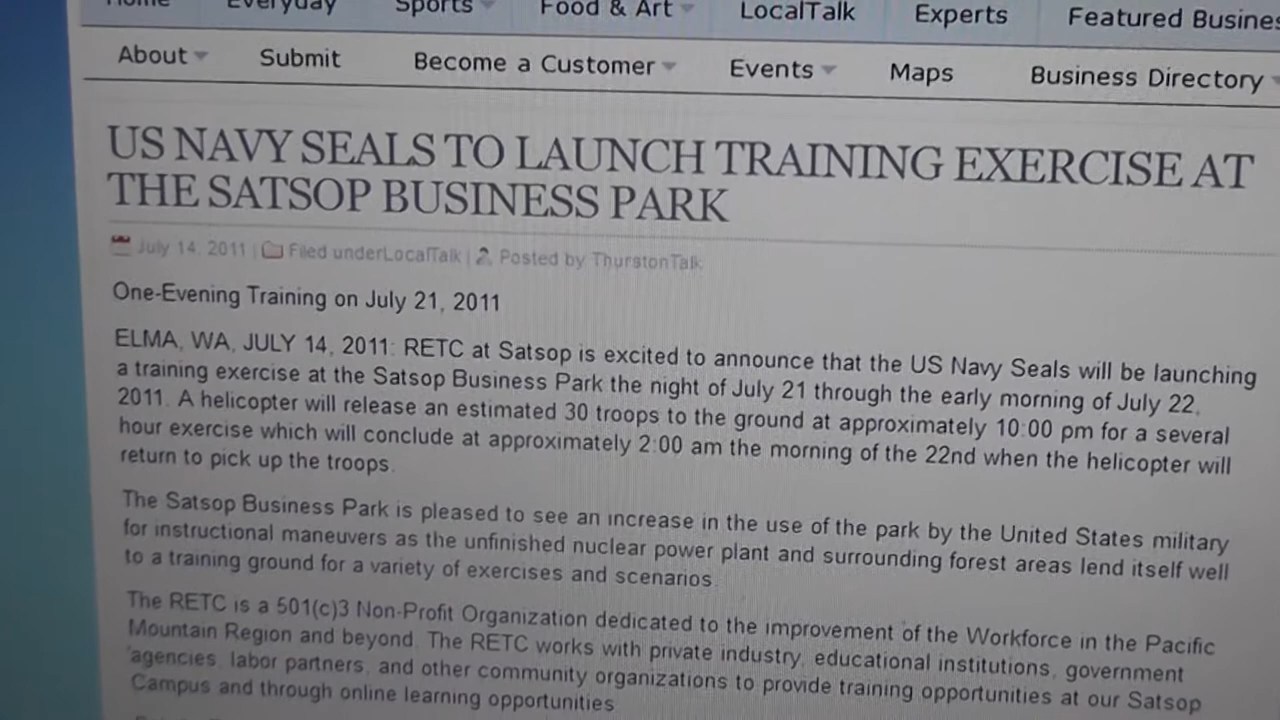 Home Everyday Sports Food & Art LocalTalk Experts Featured
About Submit Become a Customer Events Maps Business Directory
US NAVY SEALS TO LAUNCH TRAINING EXERCISE AT
THE SATSOP BUSINESS PARK
July 14, 2011 | Filed underLocalTalk | Posted by ThurstonTalk
One-Evening Training on July 21, 2011
ELMA, WA, JULY 14, 2011: RETC at Satsop is excited to announce that the US Navy Seals will be launching
a training exercise at the Satsop Business Park the night of July 21 through the early morning of July 22,
2011. A helicopter will release an estimated 30 troops to the ground at approximately 10:00 pm for a several
hour exercise which will conclude at approximately 2:00 am the morning of the 22nd when the helicopter will
return to pick up the troops.
The Satsop Business Park is pleased to see an increase in the use of the park by the United States military
for instructional maneuvers as the unfinished nuclear power plant and surrounding forest areas lend itself well
to a training ground for a variety of exercises and scenarios.
The RETC is a 501(c)3 Non-Profit Organization dedicated to the improvement of the Workforce in the Pacific
Mountain Region and beyond. The RETC works with private industry, educational institutions, government
agencies, labor partners, and other community organizations to provide training opportunities at our Satsop
Campus and through online learning opportunities.